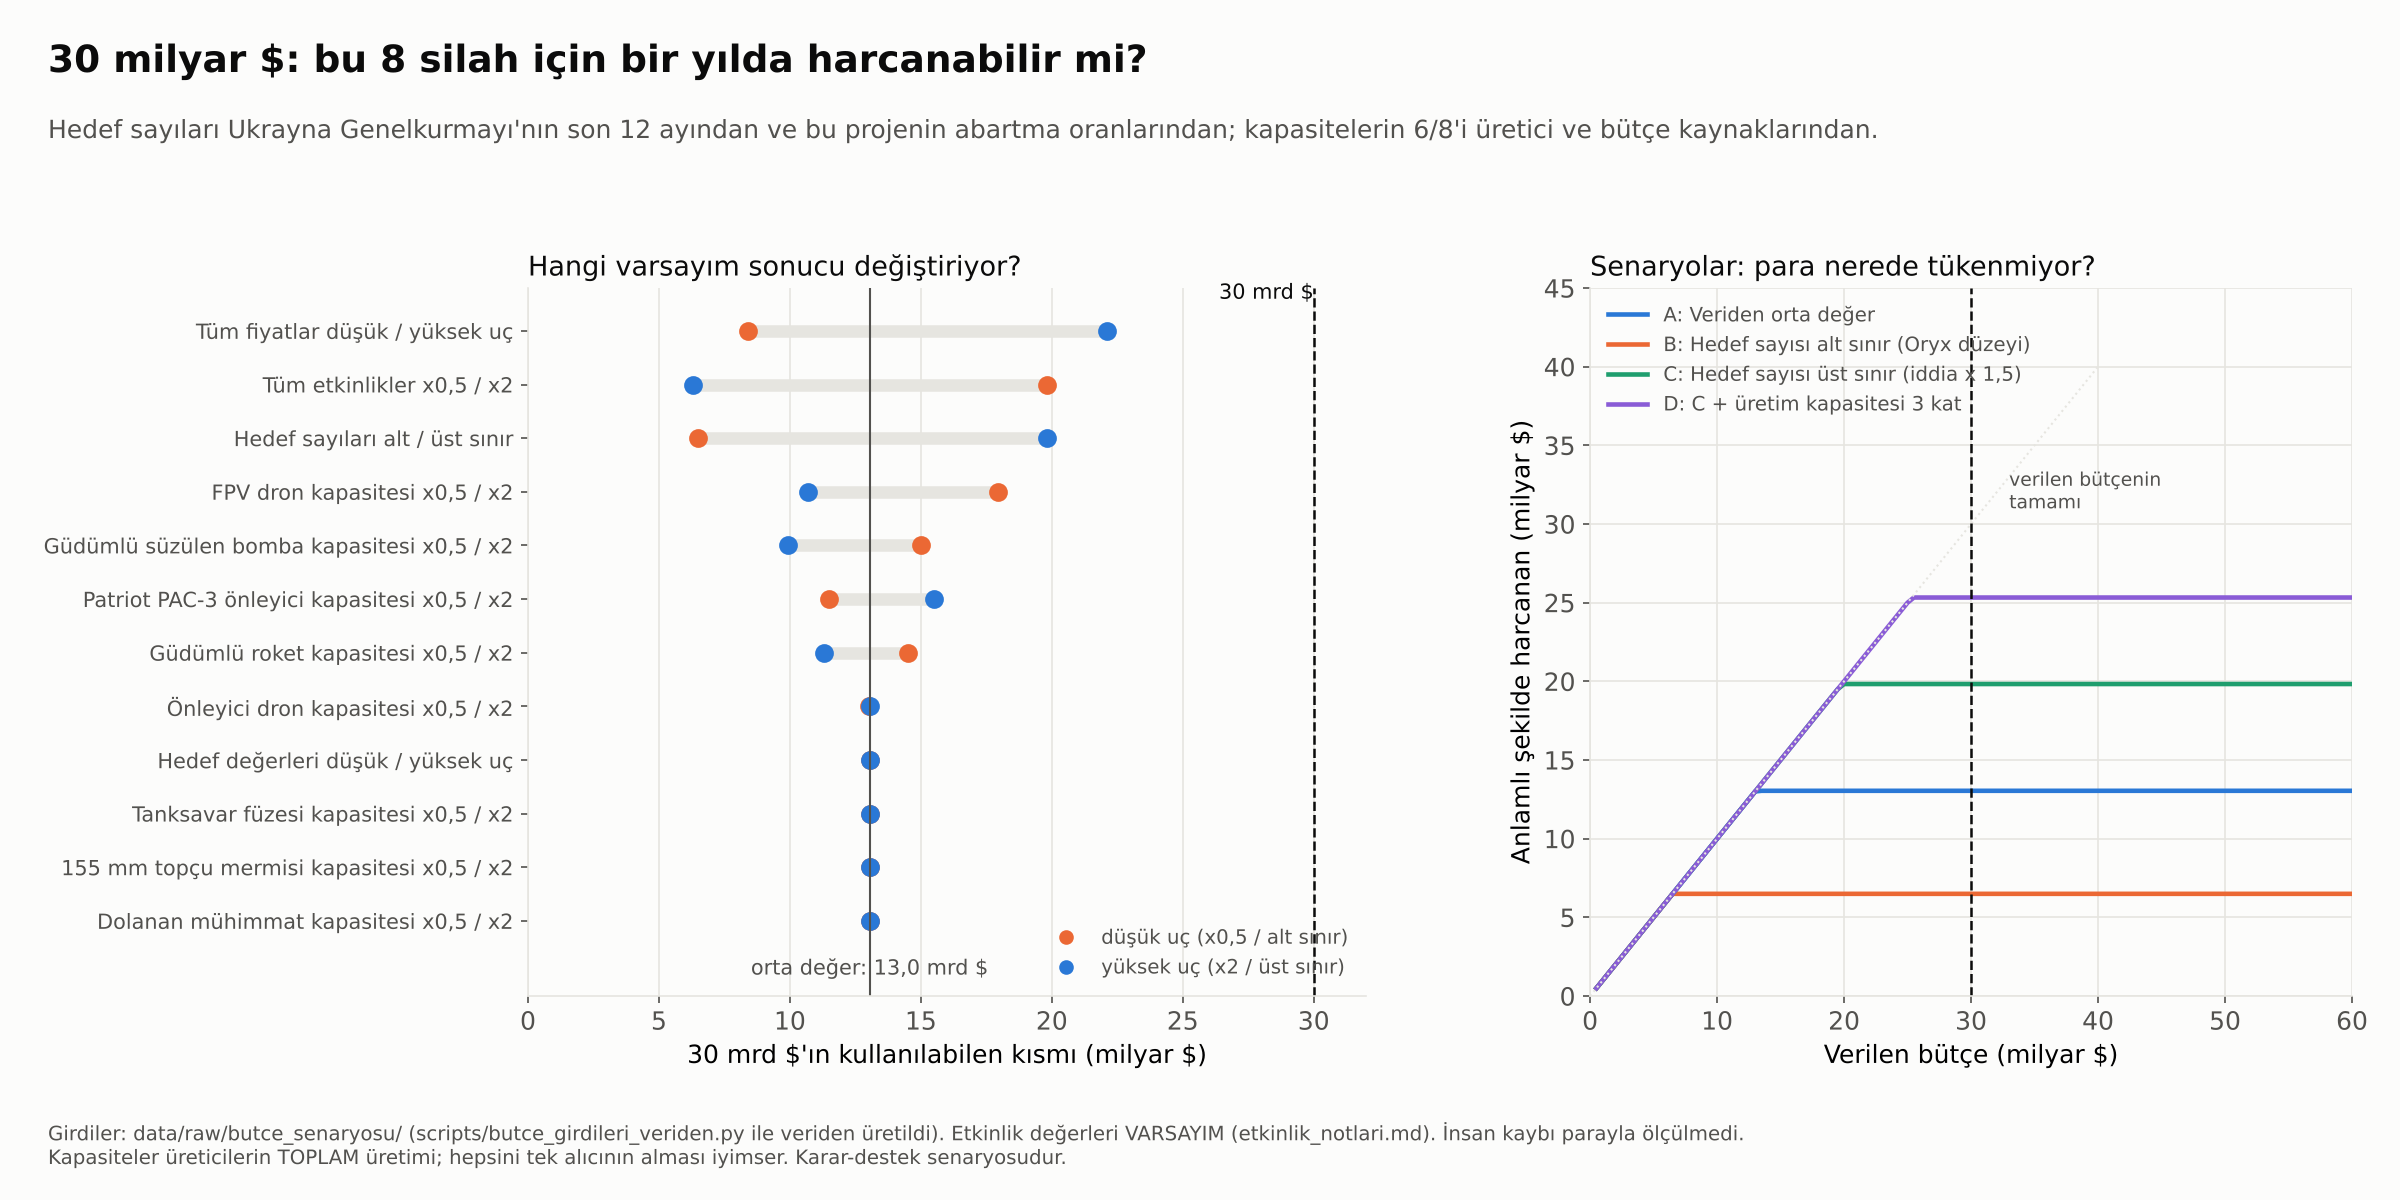 30 milyar $: bu 8 silah için bir yılda harcanabilir mi?
Hedef sayıları Ukrayna Genelkurmayı'nın son 12 ayından ve bu projenin abartma oranlarından; kapasitelerin 6/8'i üretici ve bütçe kaynaklarından.
Hangi varsayım sonucu değiştiriyor?
30 mrd $
Tüm fiyatlar düşük / yüksek uç
Tüm etkinlikler x0,5 / x2
Hedef sayıları alt / üst sınır
FPV dron kapasitesi x0,5 / x2
Güdümlü süzülen bomba kapasitesi x0,5 / x2
Patriot PAC-3 önleyici kapasitesi x0,5 / x2
Güdümlü roket kapasitesi x0,5 / x2
Önleyici dron kapasitesi x0,5 / x2
Hedef değerleri düşük / yüksek uç
Tanksavar füzesi kapasitesi x0,5 / x2
155 mm topçu mermisi kapasitesi x0,5 / x2
Dolanan mühimmat kapasitesi x0,5 / x2
düşük uç (x0,5 / alt sınır)
yüksek uç (x2 / üst sınır)
orta değer: 13,0 mrd $
0 5 10 15 20 25 30
30 mrd $'ın kullanılabilen kısmı (milyar $)
Senaryolar: para nerede tükenmiyor?
A: Veriden orta değer
B: Hedef sayısı alt sınır (Oryx düzeyi)
C: Hedef sayısı üst sınır (iddia x 1,5)
D: C + üretim kapasitesi 3 kat
verilen bütçenin
tamamı
Anlamlı şekilde harcanan (milyar $)
45
40
35
30
25
20
15
10
5
0
0 10 20 30 40 50 60
Verilen bütçe (milyar $)
Girdiler: data/raw/butce_senaryosu/ (scripts/butce_girdileri_veriden.py ile veriden üretildi). Etkinlik değerleri VARSAYIM (etkinlik_notlari.md). İnsan kaybı parayla ölçülmedi.
Kapasiteler üreticilerin TOPLAM üretimi; hepsini tek alıcının alması iyimser. Karar-destek senaryosudur.